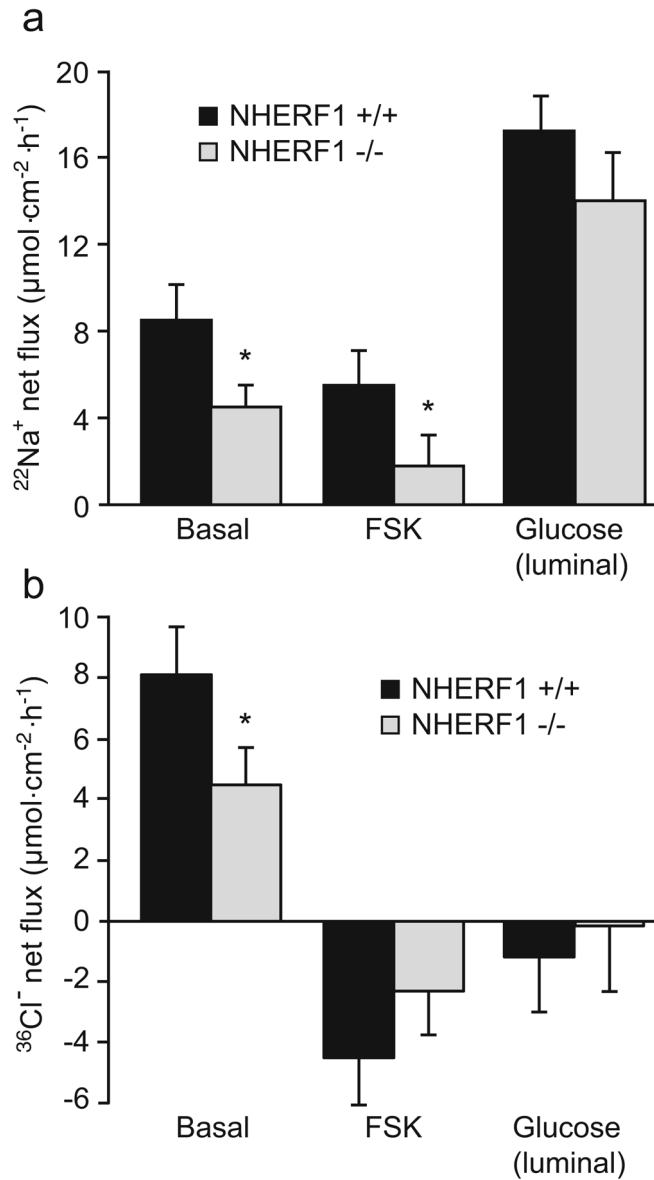 a
²²Na⁺ net flux (μmol·cm⁻²·h⁻¹)
20
16
12
8
4
0
NHERF1 +/+
NHERF1 -/-
*
*
Basal
FSK
Glucose
(luminal)
b
³⁶Cl⁻ net flux (μmol·cm⁻²·h⁻¹)
10
8
6
4
2
0
-2
-4
-6
NHERF1 +/+
NHERF1 -/-
*
Basal
FSK
Glucose
(luminal)